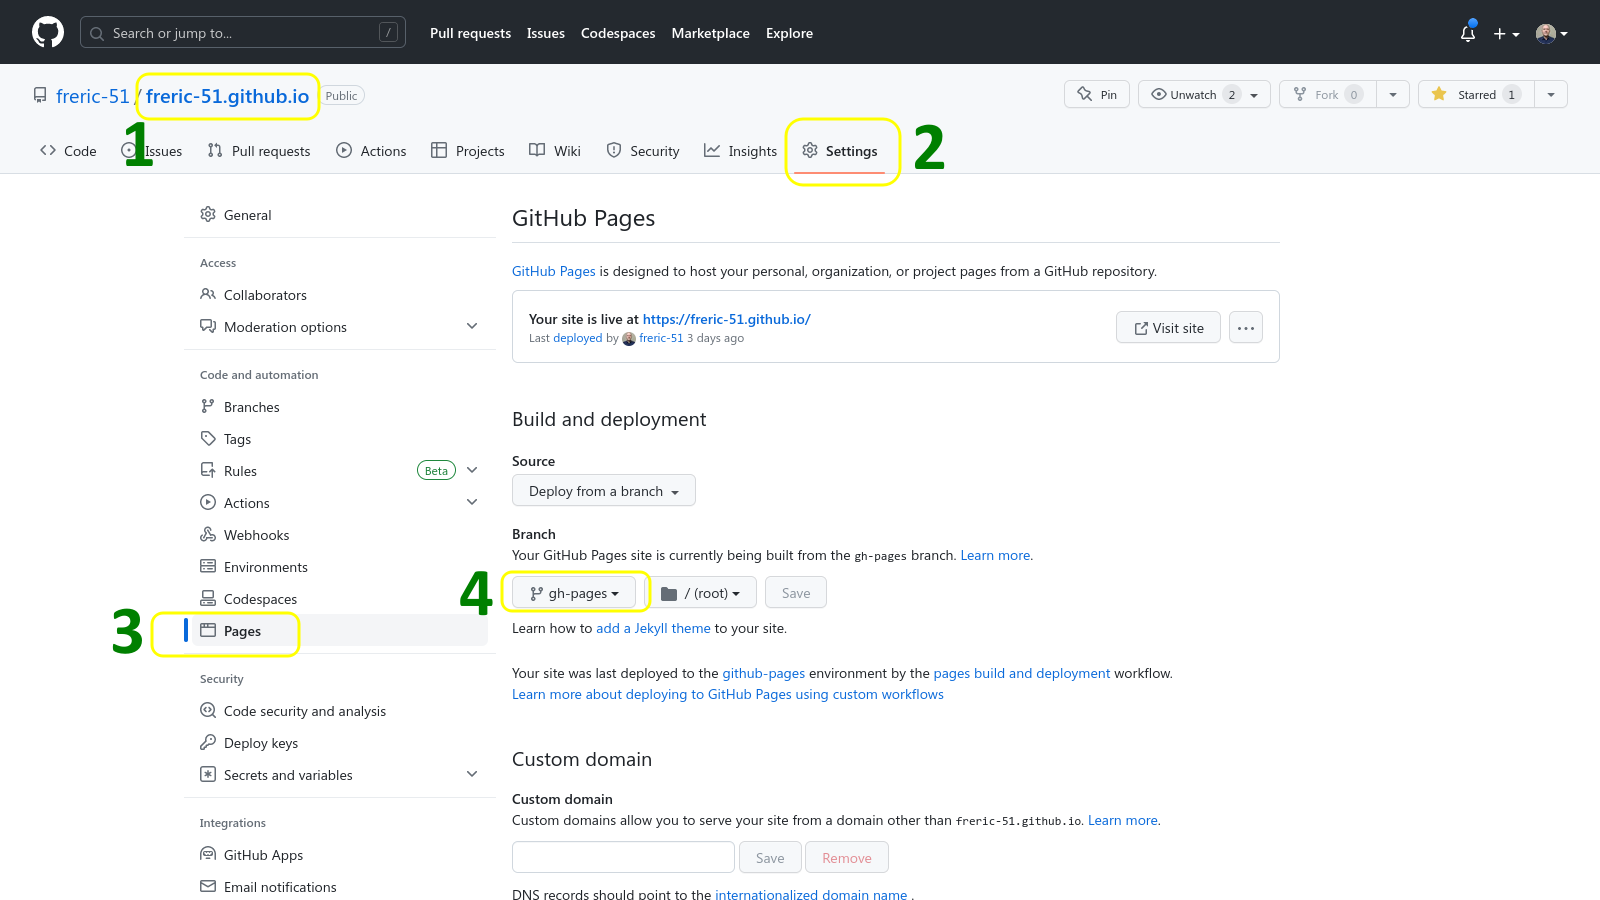 Search or jump to... /
Pull requests Issues Codespaces Marketplace Explore
freric-51 / freric-51.github.io Public
Pin Unwatch 2 Fork 0 Starred 1
1 2
Code Issues Pull requests Actions Projects Wiki Security Insights Settings
General
Access
Collaborators
Moderation options
Code and automation
Branches
Tags
Rules Beta
Actions
Webhooks
Environments
Codespaces
3
Pages
Security
Code security and analysis
Deploy keys
Secrets and variables
Integrations
GitHub Apps
Email notifications
GitHub Pages
GitHub Pages is designed to host your personal, organization, or project pages from a GitHub repository.
Your site is live at https://freric-51.github.io/
Last deployed by freric-51 3 days ago
Visit site ...
Build and deployment
Source
Deploy from a branch
Branch
Your GitHub Pages site is currently being built from the gh-pages branch. Learn more.
4
gh-pages / (root) Save
Learn how to add a Jekyll theme to your site.
Your site was last deployed to the github-pages environment by the pages build and deployment workflow.
Learn more about deploying to GitHub Pages using custom workflows
Custom domain
Custom domain
Custom domains allow you to serve your site from a domain other than freric-51.github.io. Learn more.
Save Remove
DNS records should point to the internationalized domain name .